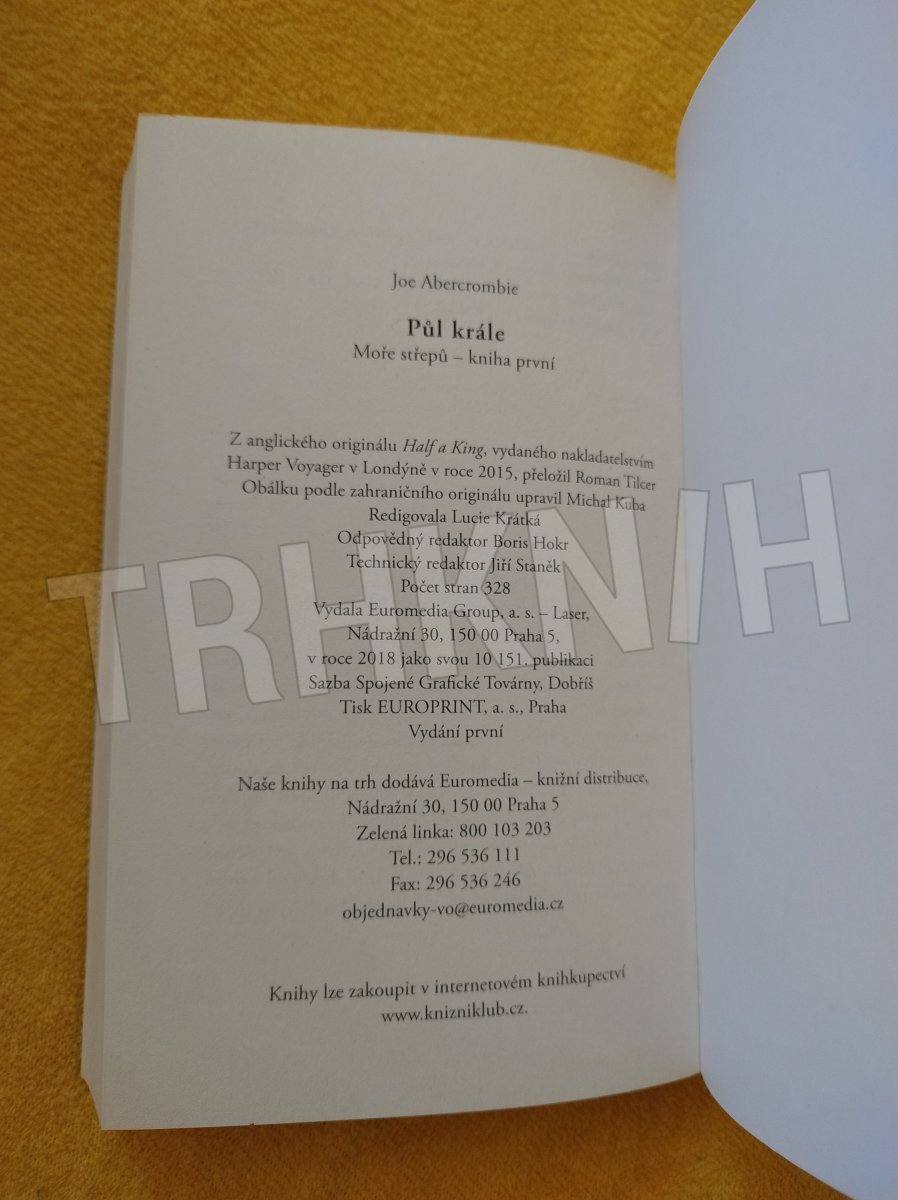 Joe Abercrombie
Půl krále
Moře střepů – kniha první
Z anglického originálu Half a King, vydaného nakladatelstvím
Harper Voyager v Londýně v roce 2015, přeložil Roman Tilcer
Obálku podle zahraničního originálu upravil Michal Kuba
Redigovala Lucie Krátká
Odpovědný redaktor Boris Hokr
Technický redaktor Jiří Staněk
Počet stran 328
Vydala Euromedia Group, a. s. – Laser,
Nádražní 30, 150 00 Praha 5,
v roce 2018 jako svou 10 151. publikaci
Sazba Spojené Grafické Továrny, Dobříš
Tisk EUROPRINT, a. s., Praha
Vydání první
Naše knihy na trh dodává Euromedia – knižní distribuce,
Nádražní 30, 150 00 Praha 5
Zelená linka: 800 103 203
Tel.: 296 536 111
Fax: 296 536 246
objednavky-vo@euromedia.cz
Knihy lze zakoupit v internetovém knihkupectví
www.knizniklub.cz.
TRHKNIH